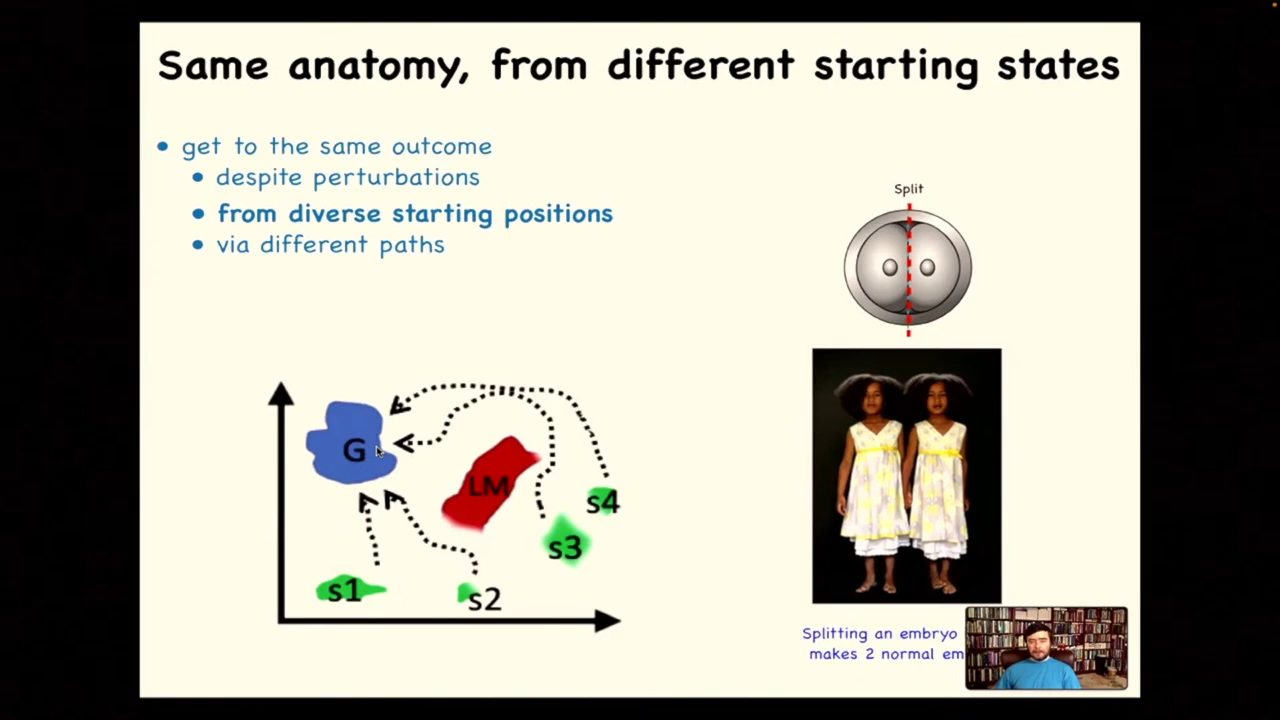 Same anatomy, from different starting states
• get to the same outcome
• despite perturbations
• from diverse starting positions
• via different paths
Split
G
LM
s4
s3
s1
s2
Splitting an embryo
makes 2 normal em